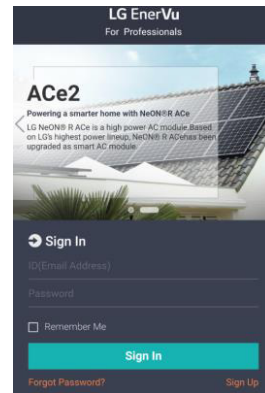 LG EnerVu
For Professionals
ACe2
Powering a smarter home with NeON®R ACe
LG NeON® R ACe is a high power AC module.Based
on LG's highest power lineup, NeON® R ACehas been
upgraded as smart AC module.
Sign In
ID(Email Address)
Password
Remember Me
Sign In
Forgot Password?
Sign Up